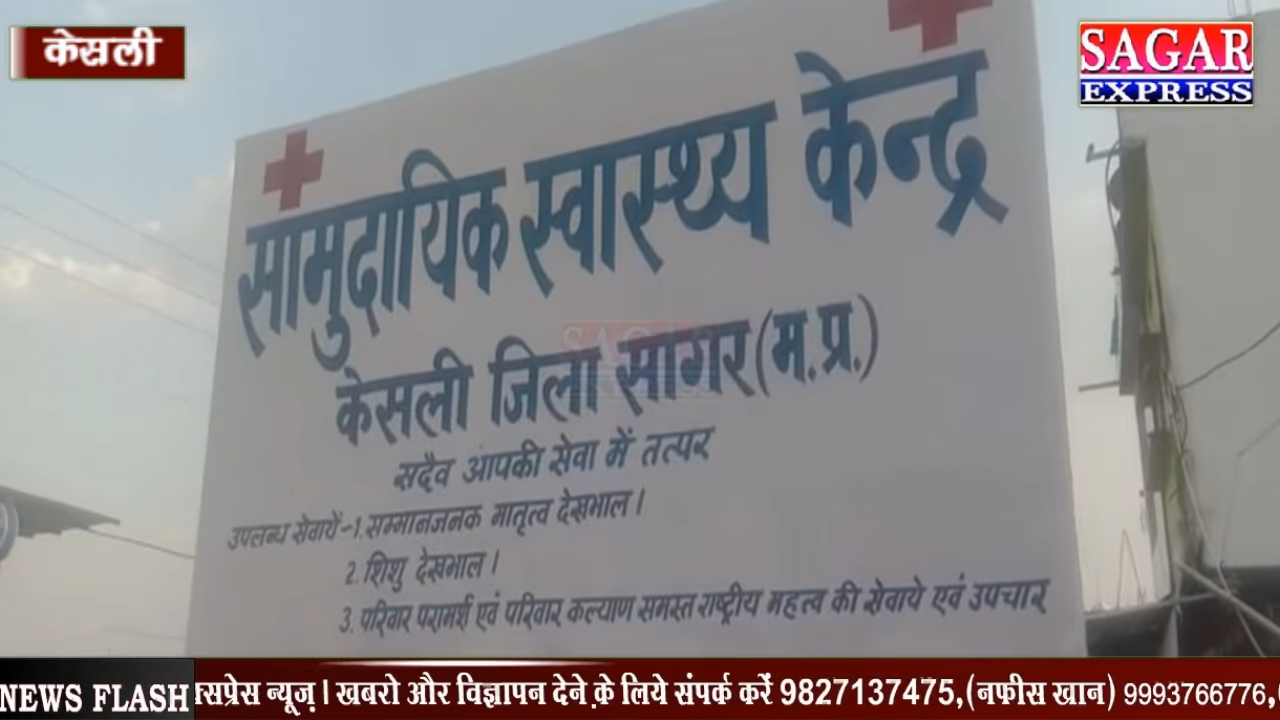 केसली
SAGAR
EXPRESS
सामुदायिक स्वास्थ्य केन्द्र
केसली जिला सागर (म.प्र.)
सदैव आपकी सेवा में तत्पर
उपलब्ध सेवायें-1. सम्मानजनक मातृत्व देखभाल।
2. शिशु देखभाल।
3. परिवार परामर्श एवं परिवार कल्याण समस्त राष्ट्रीय महत्व की सेवाये एवं उपचार
NEWS FLASH
क्सप्रेस न्यूज़। खबरो और विज्ञापन देने के लिये संपर्क करें 9827137475,(नफीस खान) 9993766776,